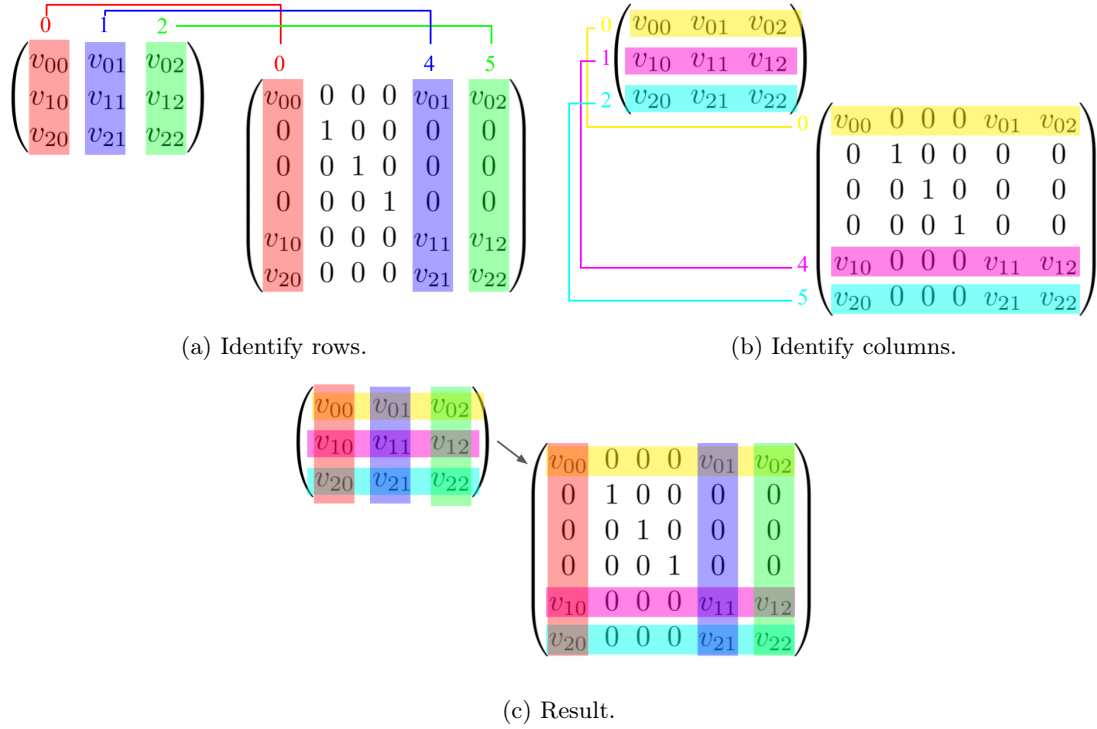 0 1 2
v00 v01 v02
v10 v11 v12
v20 v21 v22
0 4 5
v00 0 0 0 v01 v02
0 1 0 0 0 0
0 0 1 0 0 0
0 0 0 1 0 0
v10 0 0 0 v11 v12
v20 0 0 0 v21 v22
(a) Identify rows.
0 v00 v01 v02
1 v10 v11 v12
2 v20 v21 v22
0 v00 0 0 0 v01 v02
0 1 0 0 0 0
0 0 1 0 0 0
0 0 0 1 0 0
4 v10 0 0 0 v11 v12
5 v20 0 0 0 v21 v22
(b) Identify columns.
v00 v01 v02
v10 v11 v12
v20 v21 v22
v00 0 0 0 v01 v02
0 1 0 0 0 0
0 0 1 0 0 0
0 0 0 1 0 0
v10 0 0 0 v11 v12
v20 0 0 0 v21 v22
(c) Result.